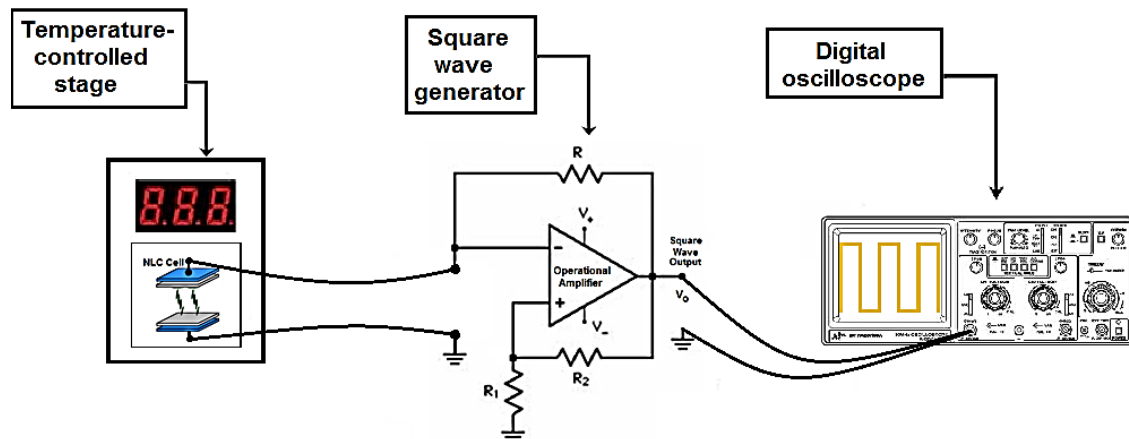 Temperature-
controlled
stage
Square
wave
generator
Digital
oscilloscope
8.8.8.
NLC Cell
R
V+
−
Operational
Amplifier
+
V−
Square
Wave
Output
Vo
R2
R1
POWER